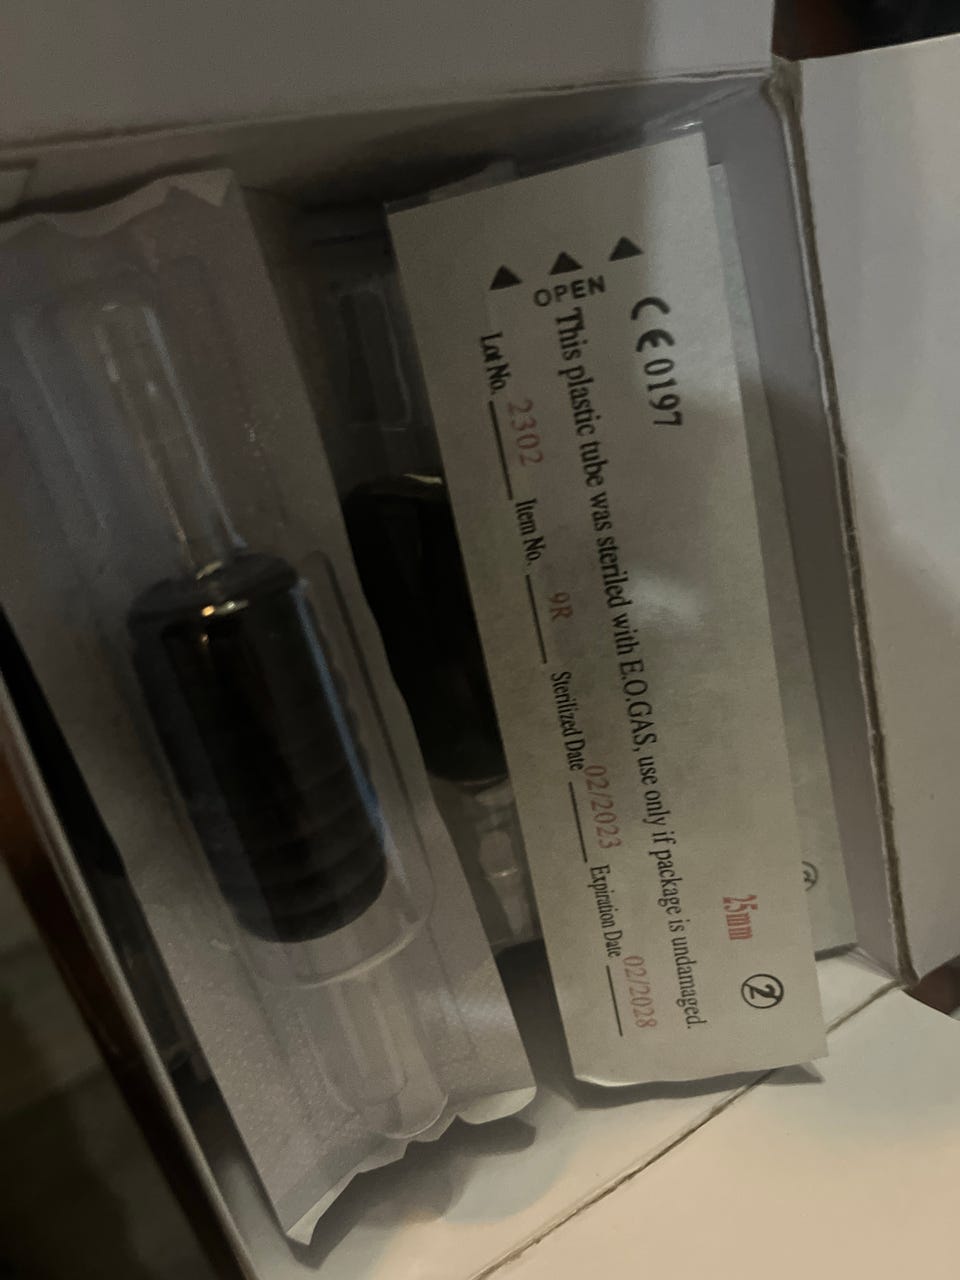 CE 0197
25mm
2
OPEN
This plastic tube was steriled with E.O.GAS, use only if package is undamaged.
Lot No. 2302 Item No. 9R Sterilized Date 02/2023 Expiration Date 02/2028